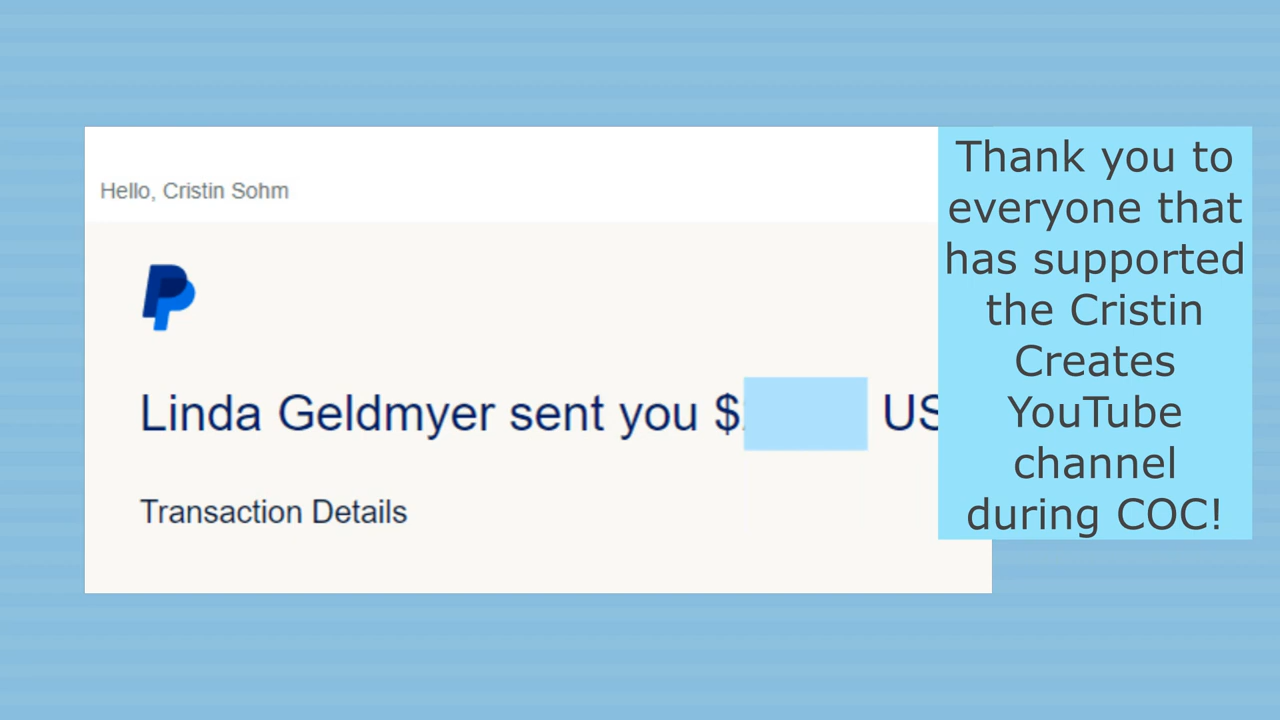 Hello, Cristin Sohm
Linda Geldmyer sent you $ US
Transaction Details
Thank you to
everyone that
has supported
the Cristin
Creates
YouTube
channel
during COC!